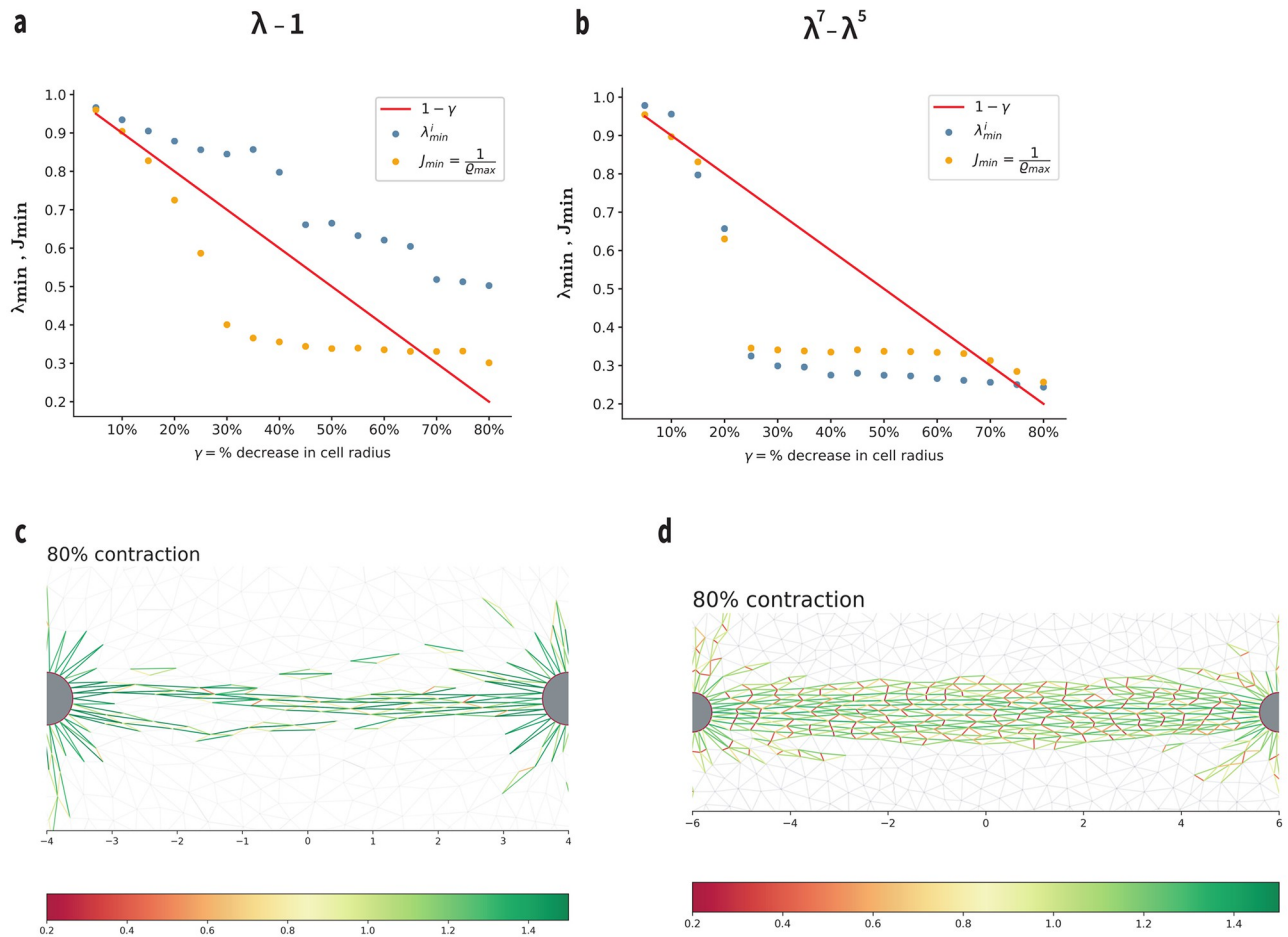 a
λ – 1
1.0
0.9
0.8
0.7
0.6
0.5
0.4
0.3
0.2
λmin , Jmin
1 − γ
λ^i_min
J_min = 1/ϱ_max
10% 20% 30% 40% 50% 60% 70% 80%
γ = % decrease in cell radius
b
λ⁷ – λ⁵
1.0
0.9
0.8
0.7
0.6
0.5
0.4
0.3
0.2
λmin , Jmin
1 − γ
λ^i_min
J_min = 1/ϱ_max
10% 20% 30% 40% 50% 60% 70% 80%
γ = % decrease in cell radius
c
80% contraction
−4 −3 −2 −1 0 1 2 3 4
0.2 0.4 0.6 0.8 1.0 1.2 1.4
d
80% contraction
−6 −4 −2 0 2 4 6
0.2 0.4 0.6 0.8 1.0 1.2 1.4